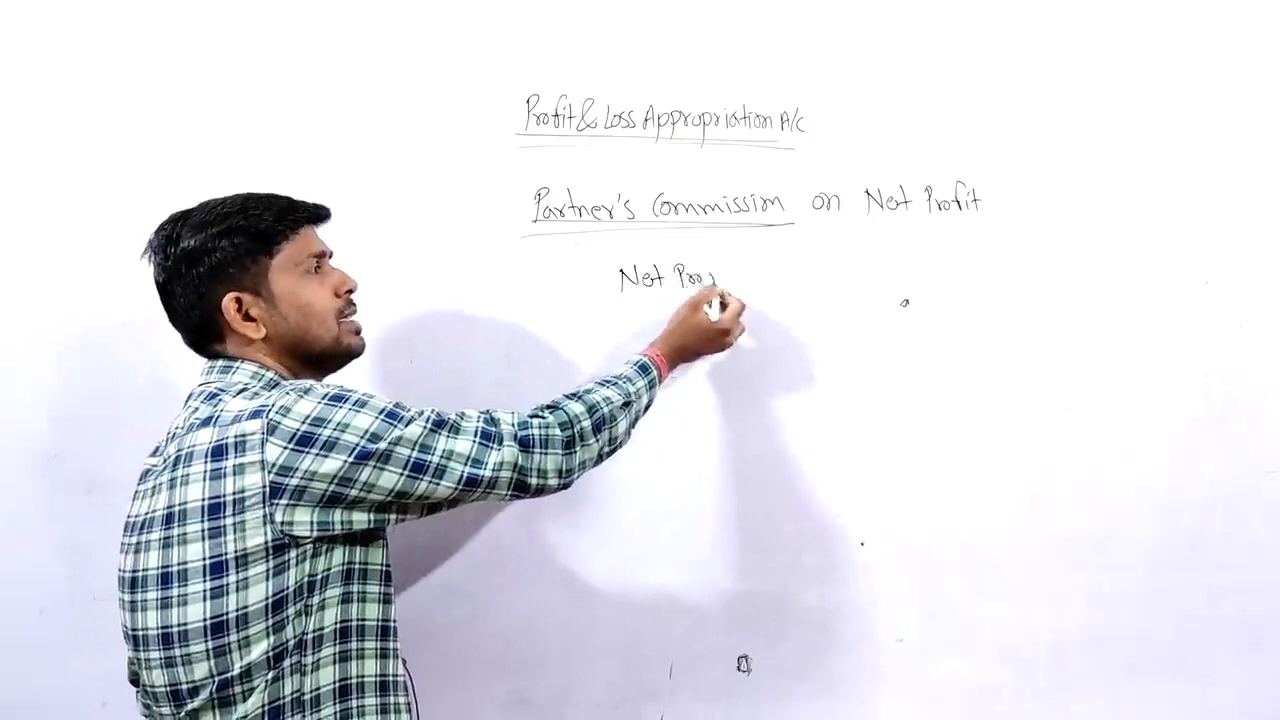 Profit & Loss Appropriation A/c
Partner's Commission on Net Profit
Net Pro